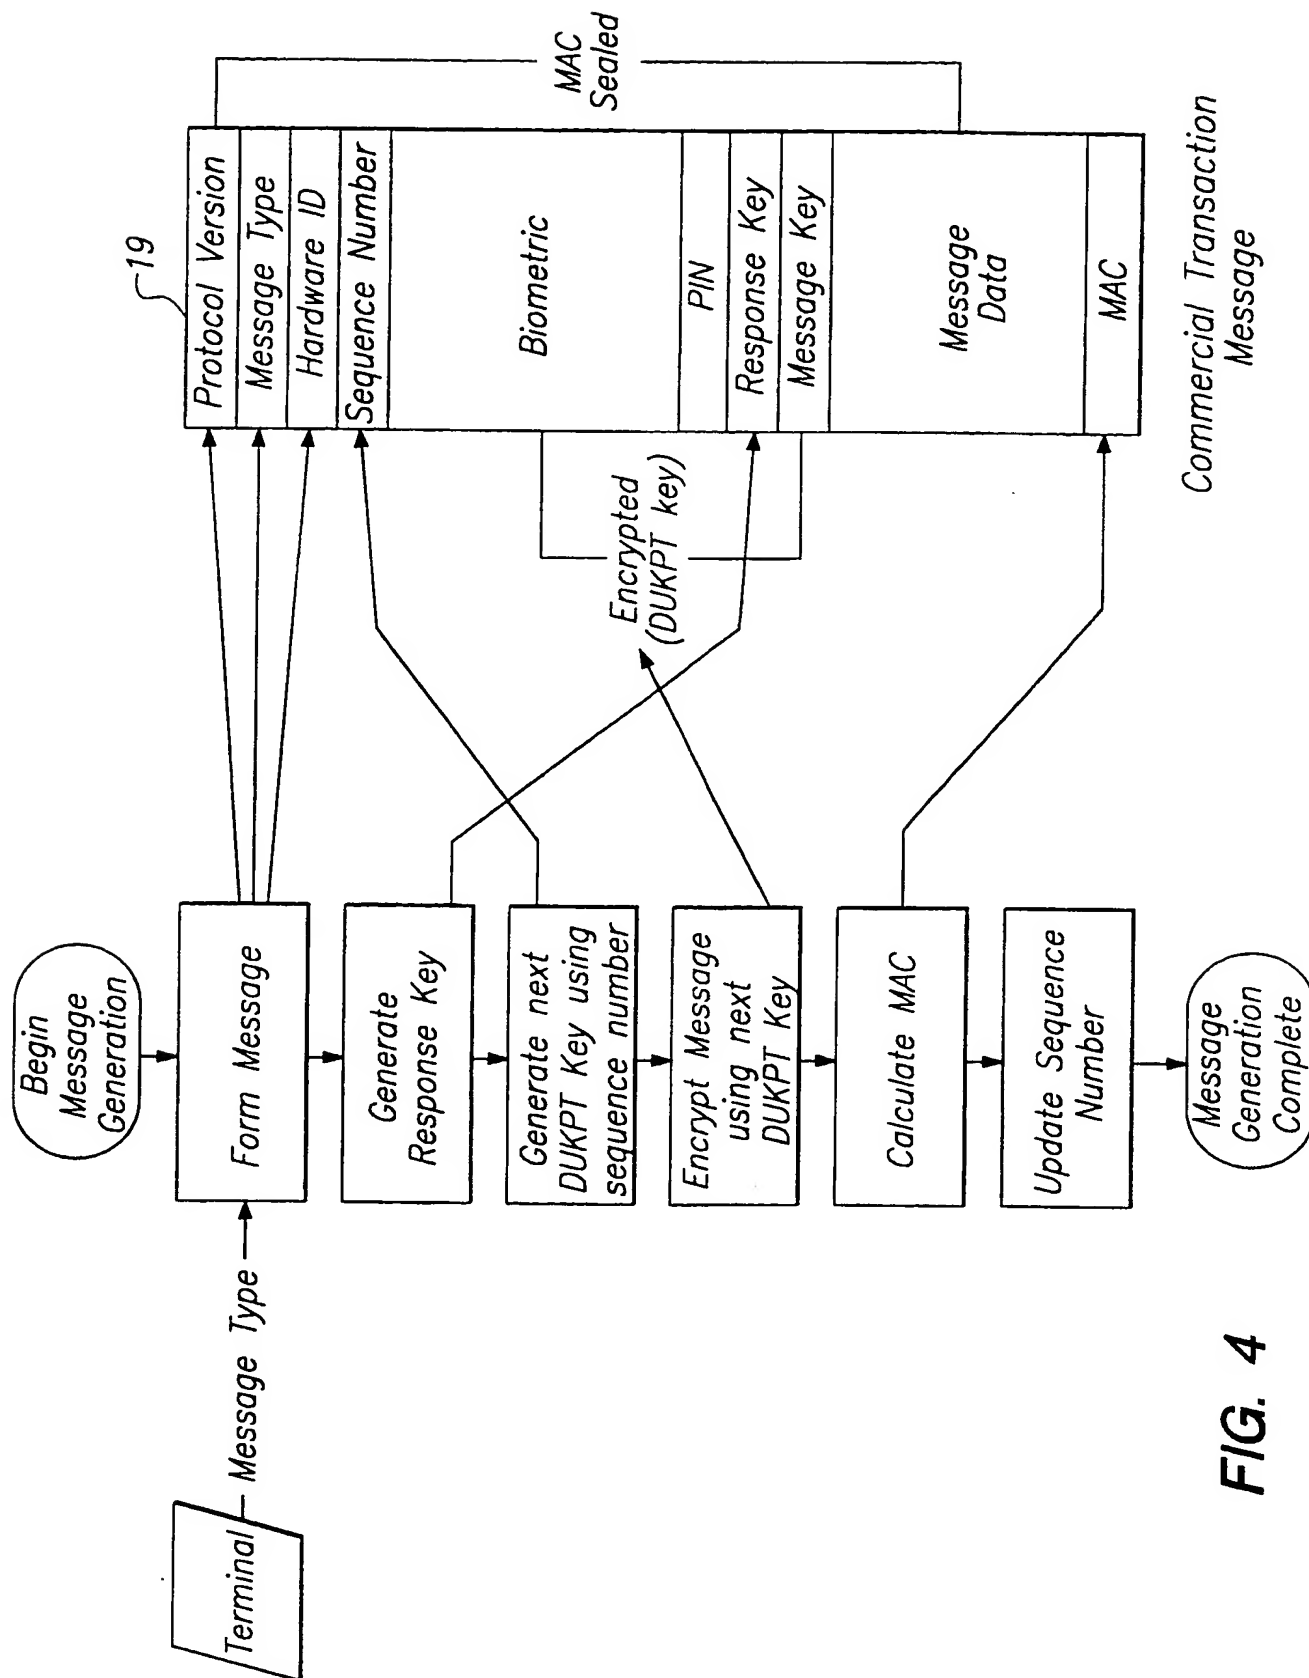 Terminal
Message Type
Begin
Message
Generation
Form Message
Generate
Response Key
Generate next
DUKPT Key using
sequence number
Encrypt Message
using next
DUKPT Key
Calculate MAC
Update Sequence
Number
Message
Generation
Complete
Encrypted
(DUKPT key)
19
Protocol Version
Message Type
Hardware ID
Sequence Number
Biometric
PIN
Response Key
Message Key
Message
Data
MAC
MAC
Sealed
Commercial Transaction
Message
FIG. 4